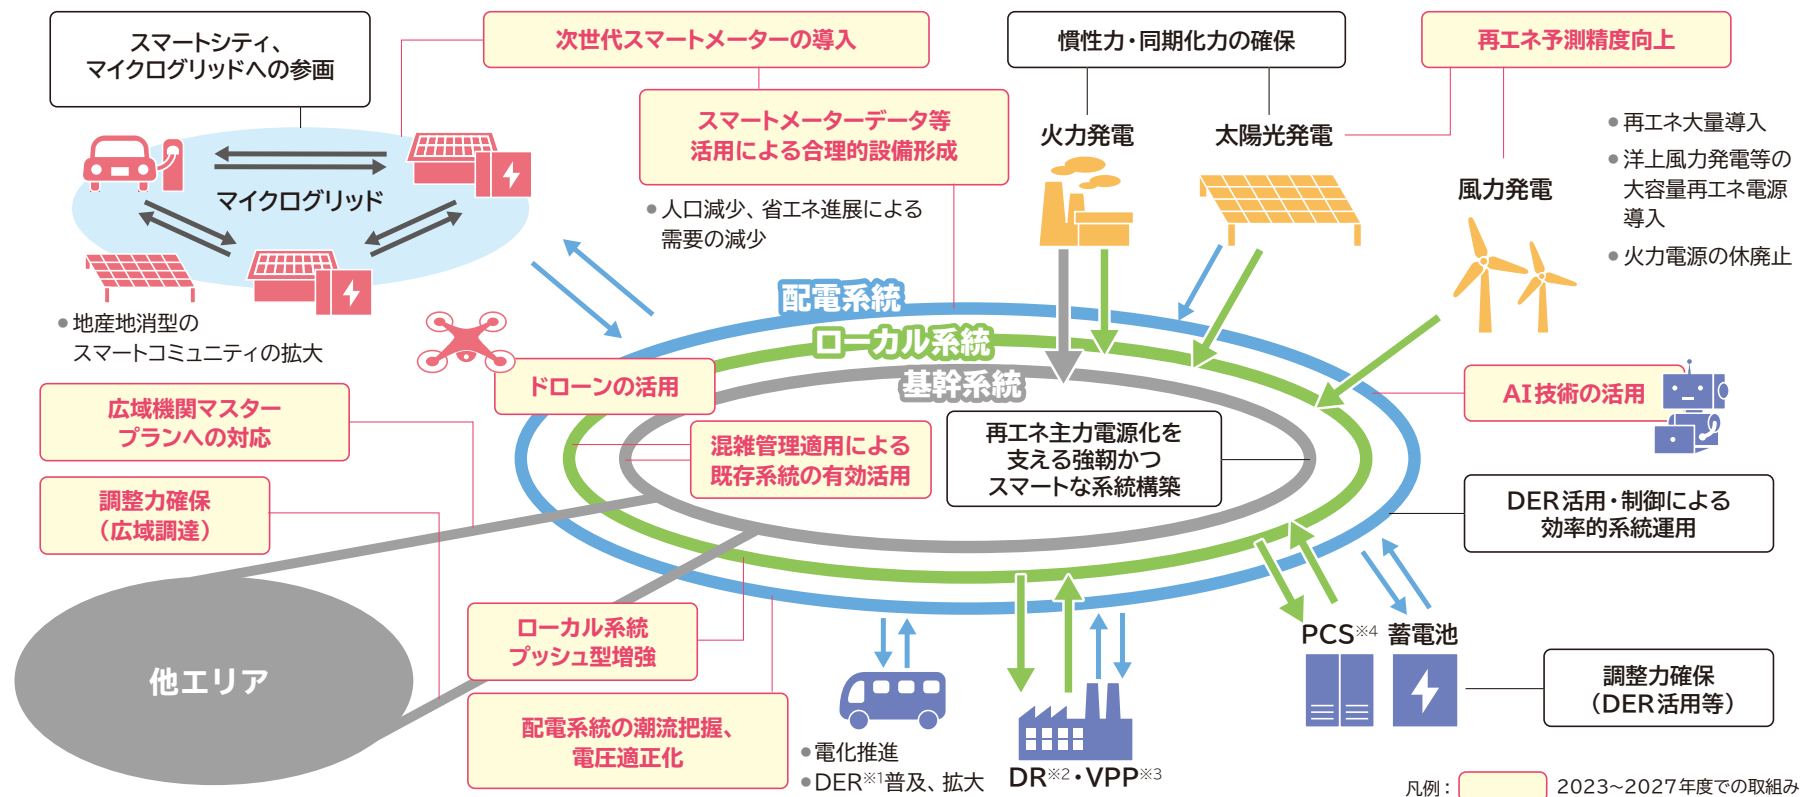 スマートシティ、
マイクログリッドへの参画
次世代スマートメーターの導入
慣性力・同期化力の確保
再エネ予測精度向上
スマートメーターデータ等
活用による合理的設備形成
●人口減少、省エネ進展による
需要の減少
火力発電
太陽光発電
風力発電
●再エネ大量導入
●洋上風力発電等の
大容量再エネ電源
導入
●火力電源の休廃止
マイクログリッド
●地産地消型の
スマートコミュニティの拡大
配電系統
ローカル系統
基幹系統
ドローンの活用
広域機関マスター
プランへの対応
混雑管理適用による
既存系統の有効活用
再エネ主力電源化を
支える強靭かつ
スマートな系統構築
AI技術の活用
調整力確保
（広域調達）
DER活用・制御による
効率的系統運用
他エリア
ローカル系統
プッシュ型増強
配電系統の潮流把握、
電圧適正化
●電化推進
●DER※1普及、拡大
DR※2・VPP※3
PCS※4 蓄電池
調整力確保
（DER活用等）
凡例： 2023~2027年度での取組み